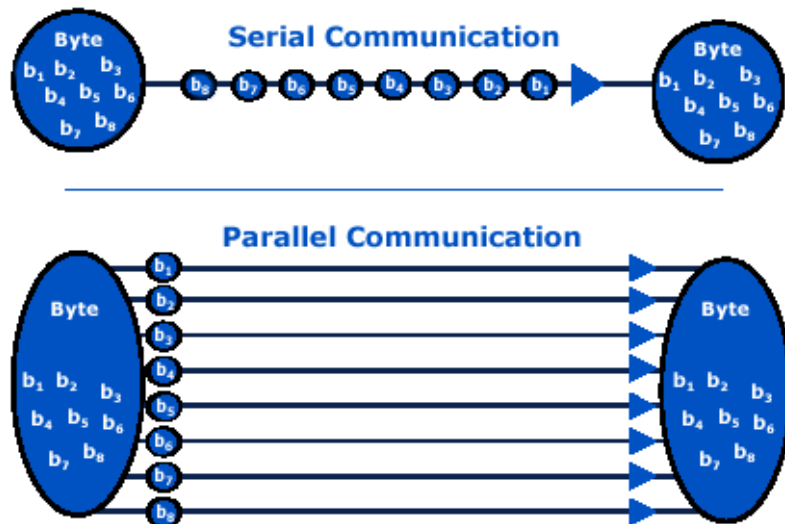 Serial Communication
Byte
b₁ b₂ b₃
b₄ b₅ b₆
b₇ b₈
b₈ b₇ b₆ b₅ b₄ b₃ b₂ b₁
Byte
b₁ b₂ b₃
b₄ b₅ b₆
b₇ b₈
Parallel Communication
Byte
b₁ b₂ b₃
b₄ b₅ b₆
b₇ b₈
b₁
b₂
b₃
b₄
b₅
b₆
b₇
b₈
Byte
b₁ b₂ b₃
b₄ b₅ b₆
b₇ b₈